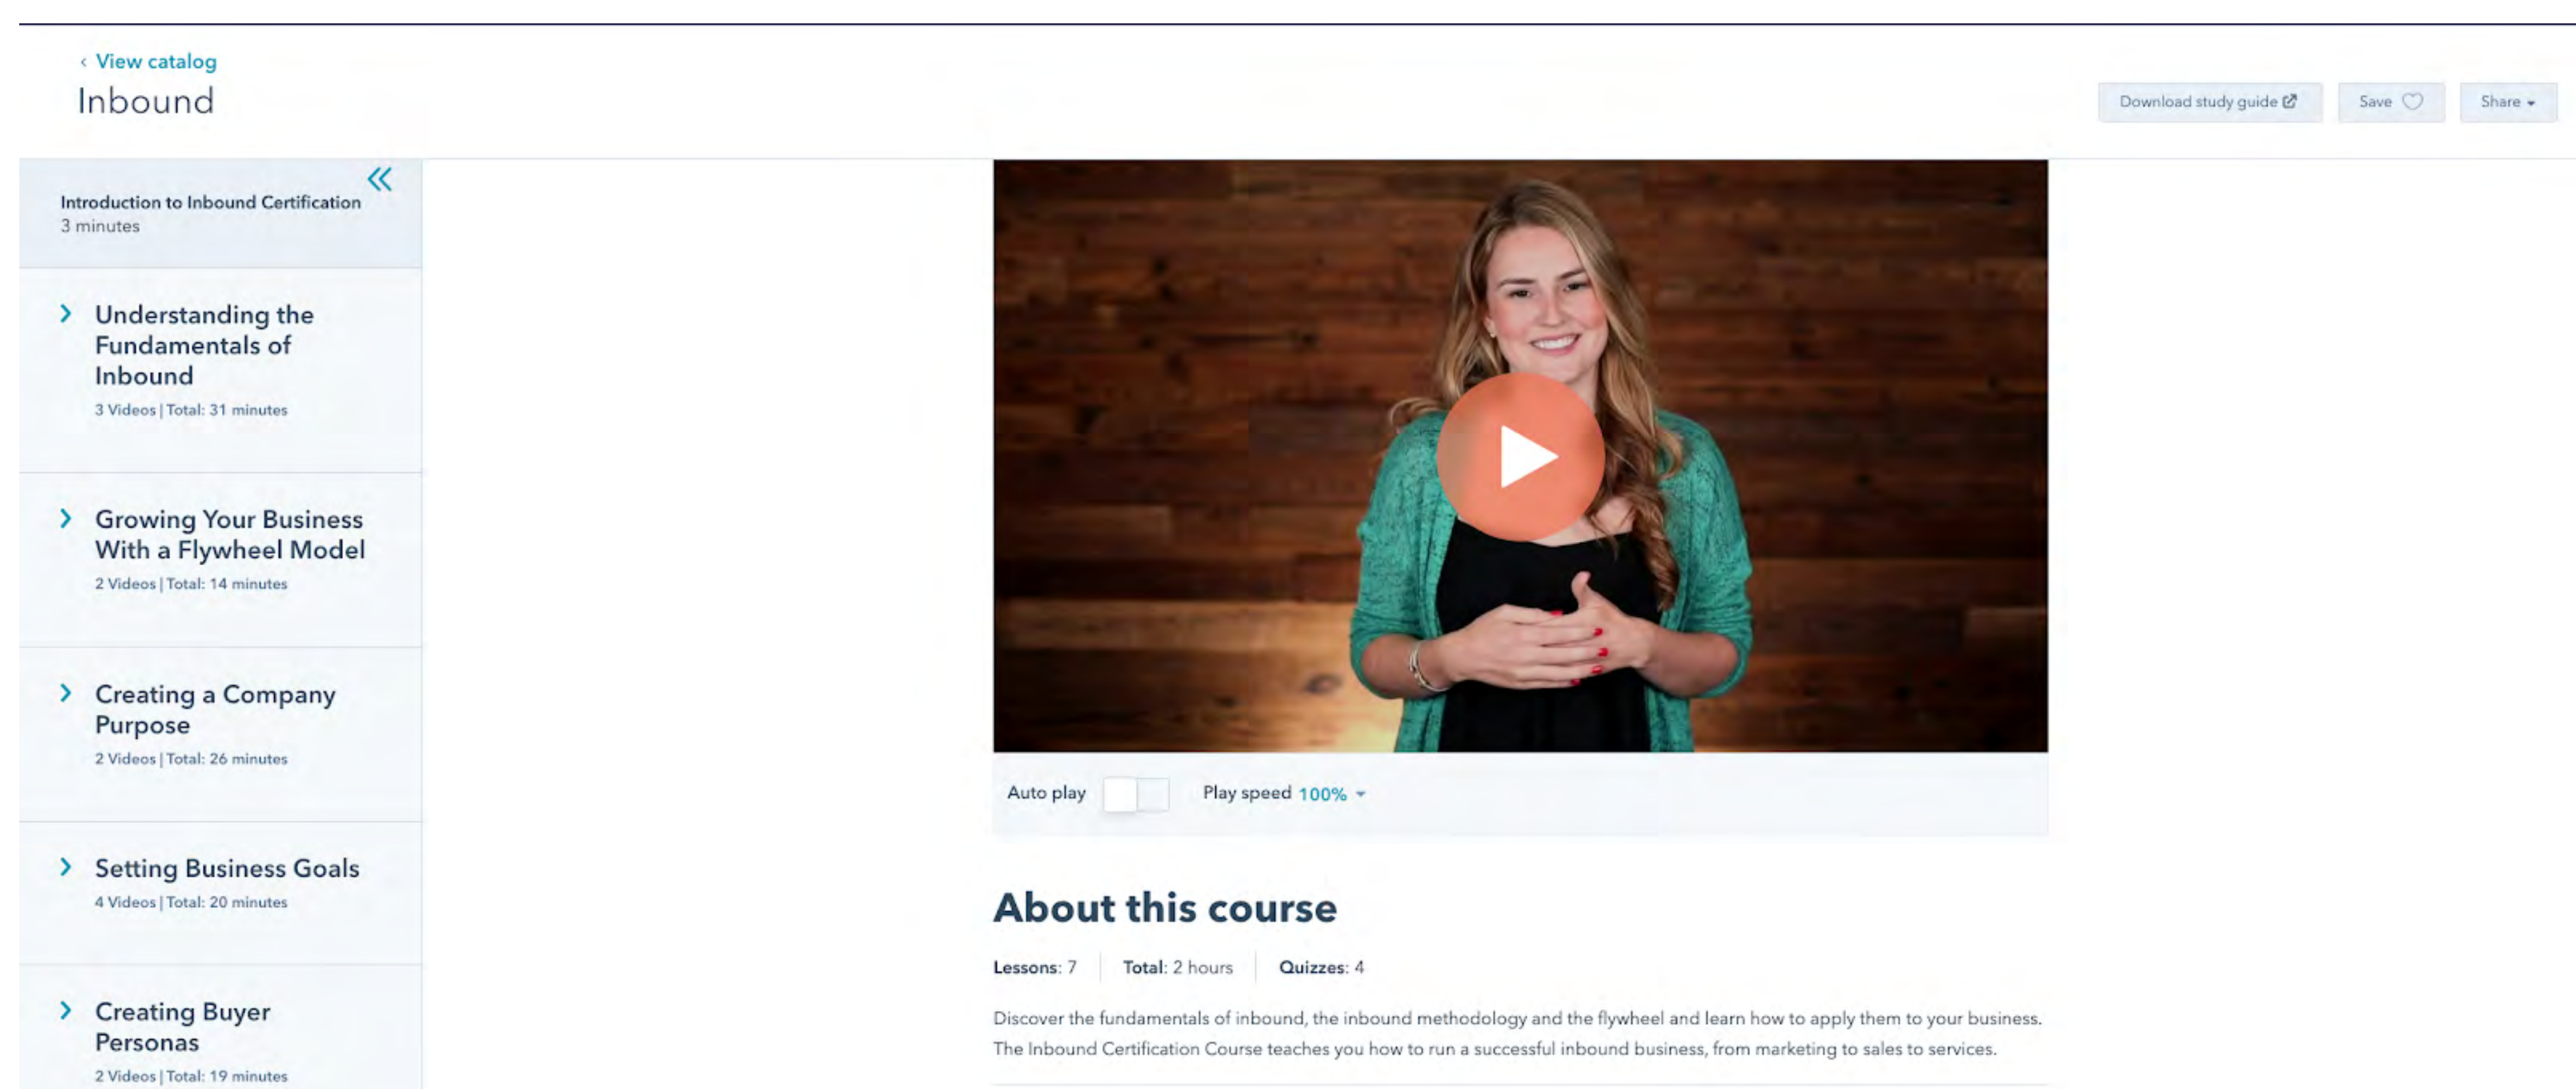 ‹ View catalog
Inbound
Download study guide
Save
Share
Introduction to Inbound Certification
3 minutes
Understanding the
Fundamentals of
Inbound
3 Videos | Total: 31 minutes
Growing Your Business
With a Flywheel Model
2 Videos | Total: 14 minutes
Creating a Company
Purpose
2 Videos | Total: 26 minutes
Setting Business Goals
4 Videos | Total: 20 minutes
Creating Buyer
Personas
2 Videos | Total: 19 minutes
Auto play
Play speed 100%
About this course
Lessons: 7 | Total: 2 hours | Quizzes: 4
Discover the fundamentals of inbound, the inbound methodology and the flywheel and learn how to apply them to your business.
The Inbound Certification Course teaches you how to run a successful inbound business, from marketing to sales to services.